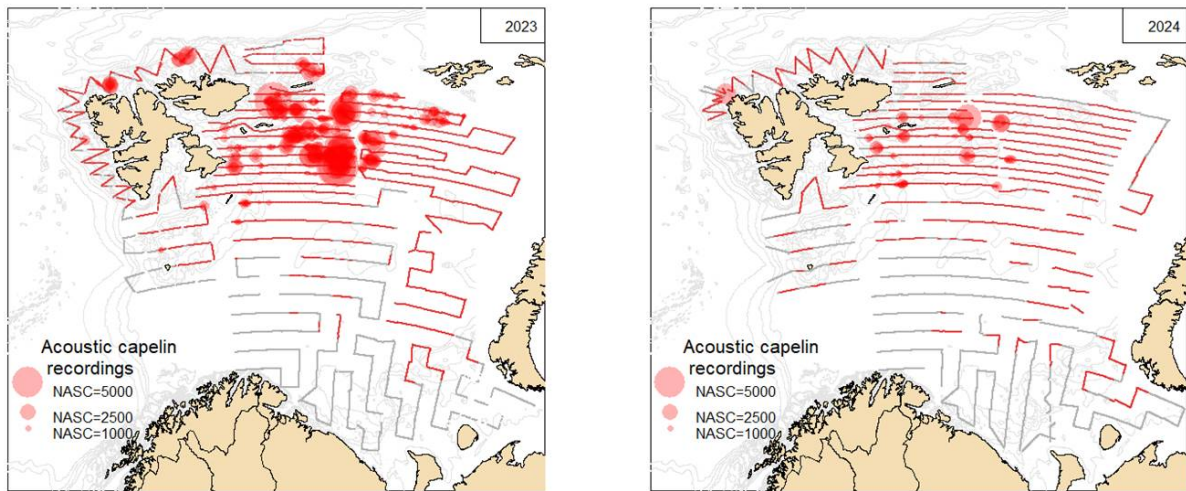 2023
Acoustic capelin
recordings
NASC=5000
NASC=2500
NASC=1000
2024
Acoustic capelin
recordings
NASC=5000
NASC=2500
NASC=1000